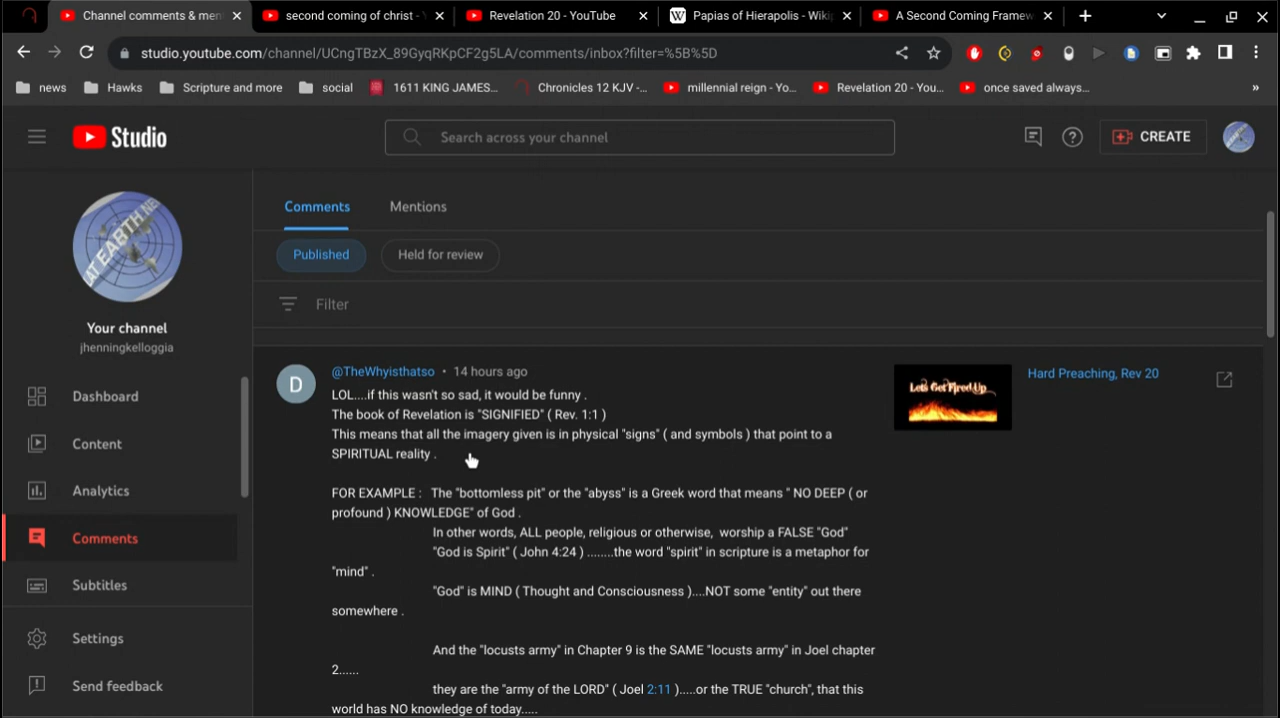 Channel comments & men
second coming of christ -
Revelation 20 - YouTube
Papias of Hierapolis - Wiki
A Second Coming Framew
studio.youtube.com/channel/UCngTBzX_89GyqRKpCF2g5LA/comments/inbox?filter=%5B%5D
news
Hawks
Scripture and more
social
1611 KING JAMES...
Chronicles 12 KJV -...
millennial reign - Yo...
Revelation 20 - You...
once saved always...
»
Studio
Search across your channel
CREATE
LAT EARTH NE
Your channel
jhenningkelloggia
Dashboard
Content
Analytics
Comments
Subtitles
Settings
Send feedback
Comments
Mentions
Published
Held for review
Filter
D
@TheWhyisthatso • 14 hours ago
LOL....if this wasn't so sad, it would be funny .
The book of Revelation is "SIGNIFIED" ( Rev. 1:1 )
This means that all the imagery given is in physical "signs" ( and symbols ) that point to a
SPIRITUAL reality .
FOR EXAMPLE : The "bottomless pit" or the "abyss" is a Greek word that means " NO DEEP ( or
profound ) KNOWLEDGE" of God .
In other words, ALL people, religious or otherwise, worship a FALSE "God"
"God is Spirit" ( John 4:24 ) ........the word "spirit" in scripture is a metaphor for
"mind" .
"God" is MIND ( Thought and Consciousness )....NOT some "entity" out there
somewhere .
And the "locusts army" in Chapter 9 is the SAME "locusts army" in Joel chapter
2......
they are the "army of the LORD" ( Joel 2:11 ).....or the TRUE "church", that this
world has NO knowledge of today.....
Lets Get Fired Up
Hard Preaching, Rev 20